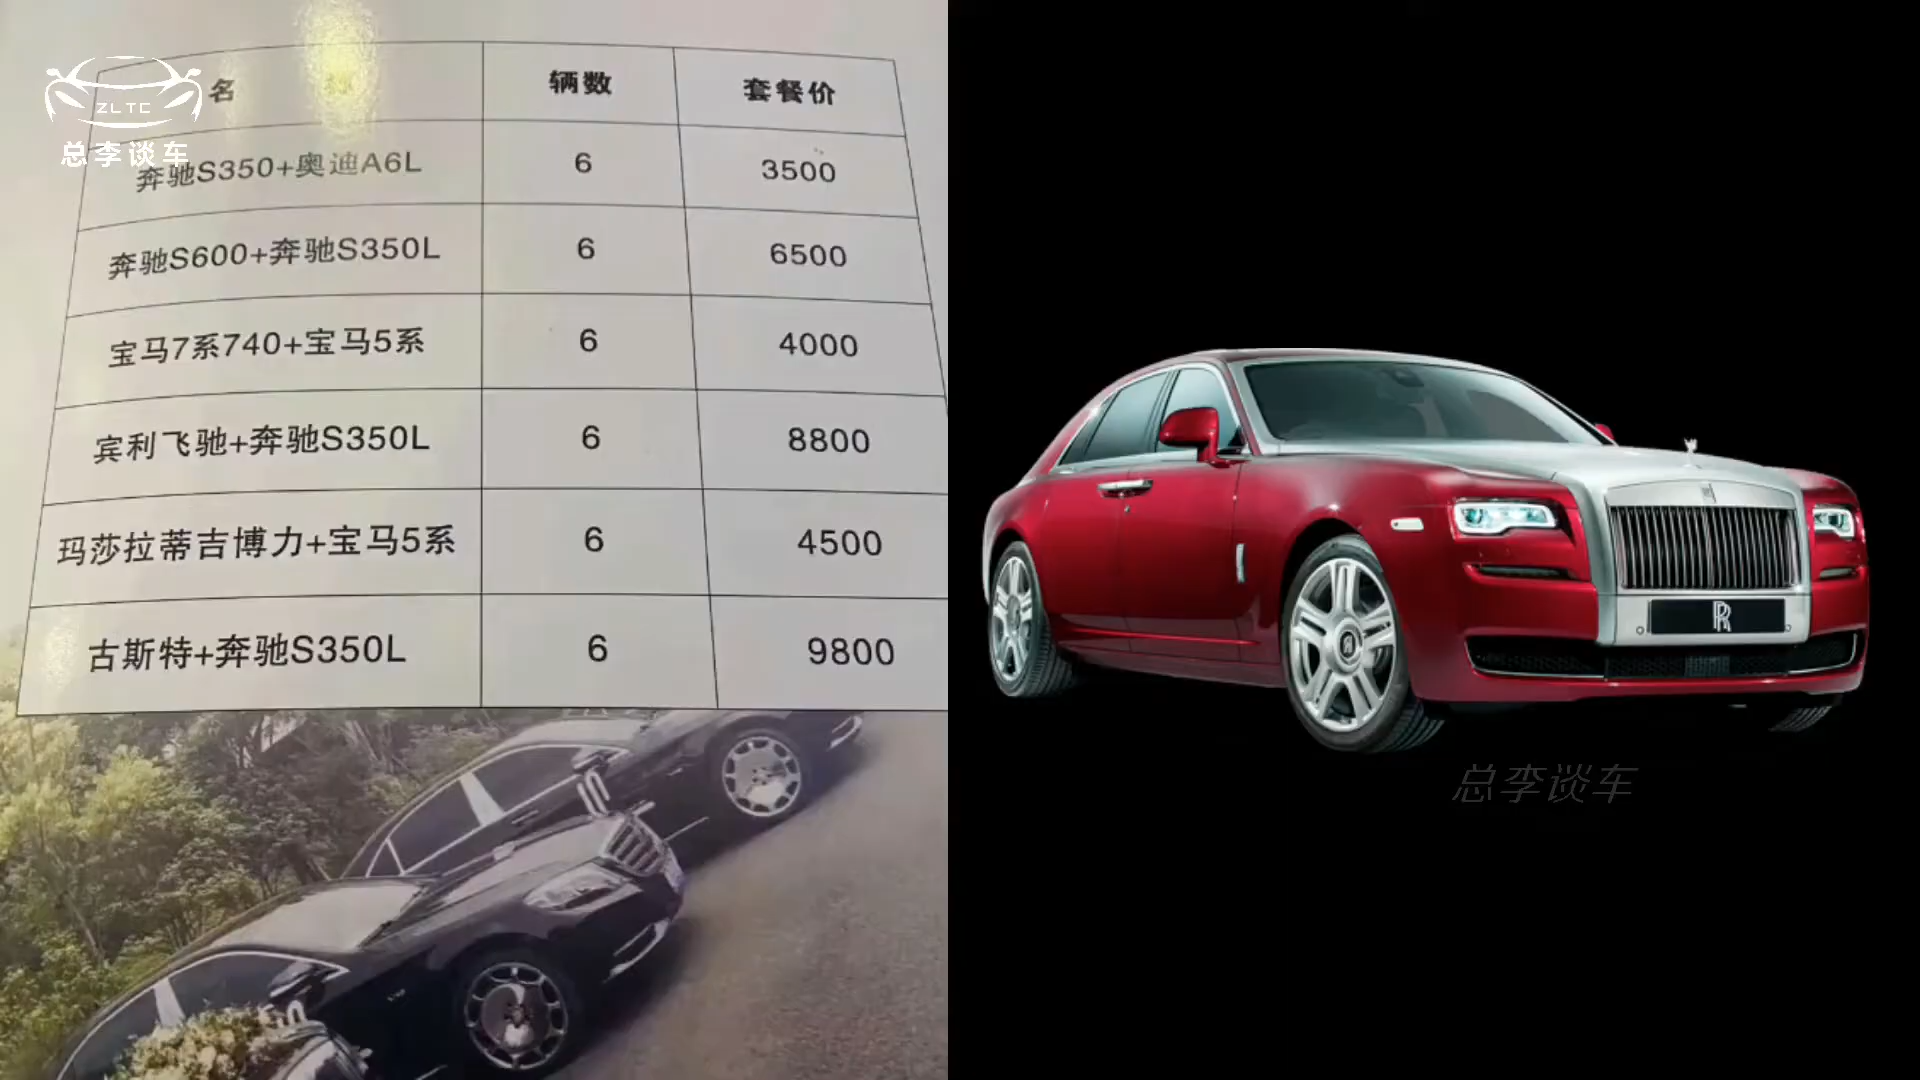 名 辆数 套餐价
奔驰S350+奥迪A6L 6 3500
奔驰S600+奔驰S350L 6 6500
宝马7系740+宝马5系 6 4000
宾利飞驰+奔驰S350L 6 8800
玛莎拉蒂吉博力+宝马5系 6 4500
古斯特+奔驰S350L 6 9800
ZLTC
总李谈车
RR
总李谈车